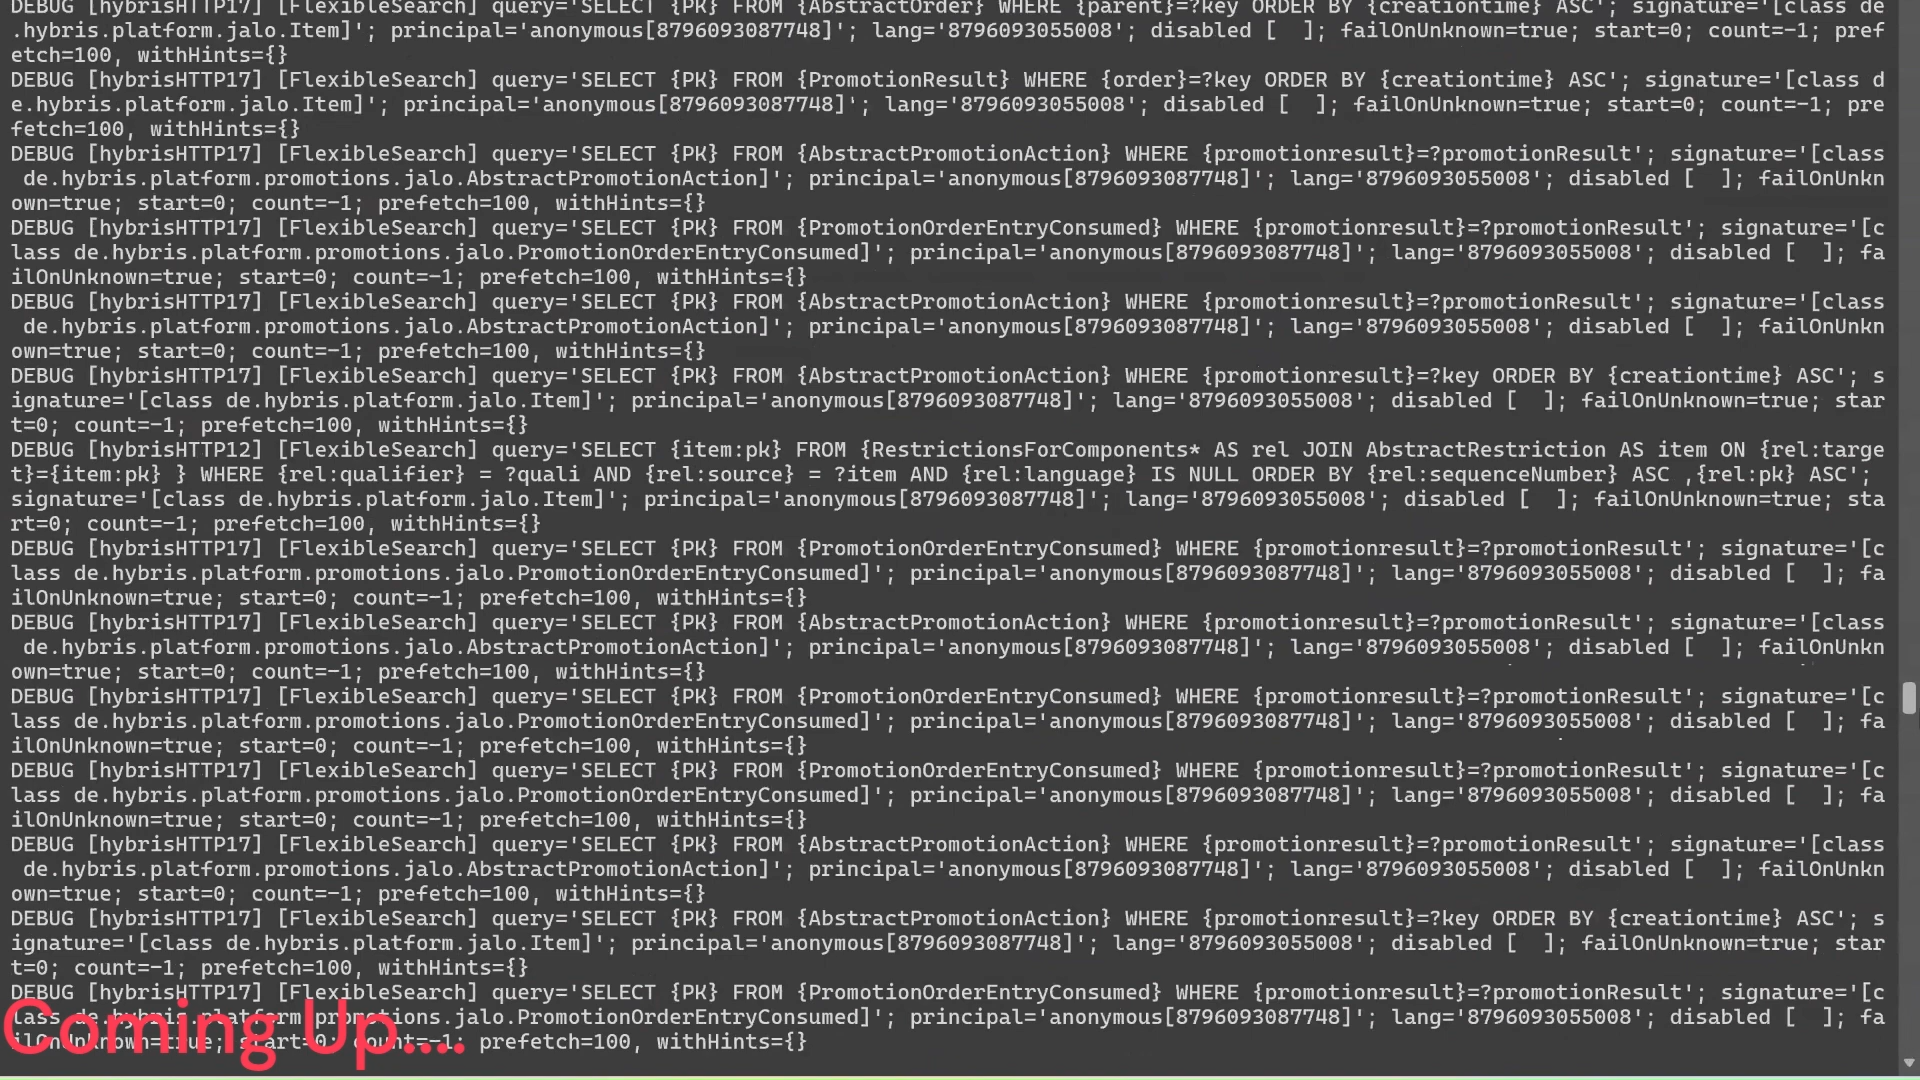 DEBUG [hybrisHTTP17] [FlexibleSearch] query='SELECT {PK} FROM {AbstractOrder} WHERE {parent}=?key ORDER BY {creationtime} ASC'; signature='[class de
.hybris.platform.jalo.Item]'; principal='anonymous[8796093087748]'; lang='8796093055008'; disabled [  ]; failOnUnknown=true; start=0; count=-1; pref
etch=100, withHints={}
DEBUG [hybrisHTTP17] [FlexibleSearch] query='SELECT {PK} FROM {PromotionResult} WHERE {order}=?key ORDER BY {creationtime} ASC'; signature='[class d
e.hybris.platform.jalo.Item]'; principal='anonymous[8796093087748]'; lang='8796093055008'; disabled [  ]; failOnUnknown=true; start=0; count=-1; pre
fetch=100, withHints={}
DEBUG [hybrisHTTP17] [FlexibleSearch] query='SELECT {PK} FROM {AbstractPromotionAction} WHERE {promotionresult}=?promotionResult'; signature='[class
 de.hybris.platform.promotions.jalo.AbstractPromotionAction]'; principal='anonymous[8796093087748]'; lang='8796093055008'; disabled [  ]; failOnUnkn
own=true; start=0; count=-1; prefetch=100, withHints={}
DEBUG [hybrisHTTP17] [FlexibleSearch] query='SELECT {PK} FROM {PromotionOrderEntryConsumed} WHERE {promotionresult}=?promotionResult'; signature='[c
lass de.hybris.platform.promotions.jalo.PromotionOrderEntryConsumed]'; principal='anonymous[8796093087748]'; lang='8796093055008'; disabled [  ]; fa
ilOnUnknown=true; start=0; count=-1; prefetch=100, withHints={}
DEBUG [hybrisHTTP17] [FlexibleSearch] query='SELECT {PK} FROM {AbstractPromotionAction} WHERE {promotionresult}=?promotionResult'; signature='[class
 de.hybris.platform.promotions.jalo.AbstractPromotionAction]'; principal='anonymous[8796093087748]'; lang='8796093055008'; disabled [  ]; failOnUnkn
own=true; start=0; count=-1; prefetch=100, withHints={}
DEBUG [hybrisHTTP17] [FlexibleSearch] query='SELECT {PK} FROM {AbstractPromotionAction} WHERE {promotionresult}=?key ORDER BY {creationtime} ASC'; s
ignature='[class de.hybris.platform.jalo.Item]'; principal='anonymous[8796093087748]'; lang='8796093055008'; disabled [  ]; failOnUnknown=true; star
t=0; count=-1; prefetch=100, withHints={}
DEBUG [hybrisHTTP12] [FlexibleSearch] query='SELECT {item:pk} FROM {RestrictionsForComponents* AS rel JOIN AbstractRestriction AS item ON {rel:targe
t}={item:pk} } WHERE {rel:qualifier} = ?quali AND {rel:source} = ?item AND {rel:language} IS NULL ORDER BY {rel:sequenceNumber} ASC ,{rel:pk} ASC';
signature='[class de.hybris.platform.jalo.Item]'; principal='anonymous[8796093087748]'; lang='8796093055008'; disabled [  ]; failOnUnknown=true; sta
rt=0; count=-1; prefetch=100, withHints={}
DEBUG [hybrisHTTP17] [FlexibleSearch] query='SELECT {PK} FROM {PromotionOrderEntryConsumed} WHERE {promotionresult}=?promotionResult'; signature='[c
lass de.hybris.platform.promotions.jalo.PromotionOrderEntryConsumed]'; principal='anonymous[8796093087748]'; lang='8796093055008'; disabled [  ]; fa
ilOnUnknown=true; start=0; count=-1; prefetch=100, withHints={}
DEBUG [hybrisHTTP17] [FlexibleSearch] query='SELECT {PK} FROM {AbstractPromotionAction} WHERE {promotionresult}=?promotionResult'; signature='[class
 de.hybris.platform.promotions.jalo.AbstractPromotionAction]'; principal='anonymous[8796093087748]'; lang='8796093055008'; disabled [  ]; failOnUnkn
own=true; start=0; count=-1; prefetch=100, withHints={}
DEBUG [hybrisHTTP17] [FlexibleSearch] query='SELECT {PK} FROM {PromotionOrderEntryConsumed} WHERE {promotionresult}=?promotionResult'; signature='[c
lass de.hybris.platform.promotions.jalo.PromotionOrderEntryConsumed]'; principal='anonymous[8796093087748]'; lang='8796093055008'; disabled [  ]; fa
ilOnUnknown=true; start=0; count=-1; prefetch=100, withHints={}
DEBUG [hybrisHTTP17] [FlexibleSearch] query='SELECT {PK} FROM {PromotionOrderEntryConsumed} WHERE {promotionresult}=?promotionResult'; signature='[c
lass de.hybris.platform.promotions.jalo.PromotionOrderEntryConsumed]'; principal='anonymous[8796093087748]'; lang='8796093055008'; disabled [  ]; fa
ilOnUnknown=true; start=0; count=-1; prefetch=100, withHints={}
DEBUG [hybrisHTTP17] [FlexibleSearch] query='SELECT {PK} FROM {AbstractPromotionAction} WHERE {promotionresult}=?promotionResult'; signature='[class
 de.hybris.platform.promotions.jalo.AbstractPromotionAction]'; principal='anonymous[8796093087748]'; lang='8796093055008'; disabled [  ]; failOnUnkn
own=true; start=0; count=-1; prefetch=100, withHints={}
DEBUG [hybrisHTTP17] [FlexibleSearch] query='SELECT {PK} FROM {AbstractPromotionAction} WHERE {promotionresult}=?key ORDER BY {creationtime} ASC'; s
ignature='[class de.hybris.platform.jalo.Item]'; principal='anonymous[8796093087748]'; lang='8796093055008'; disabled [  ]; failOnUnknown=true; star
t=0; count=-1; prefetch=100, withHints={}
DEBUG [hybrisHTTP17] [FlexibleSearch] query='SELECT {PK} FROM {PromotionOrderEntryConsumed} WHERE {promotionresult}=?promotionResult'; signature='[c
lass de.hybris.platform.promotions.jalo.PromotionOrderEntryConsumed]'; principal='anonymous[8796093087748]'; lang='8796093055008'; disabled [  ]; fa
ilOnUnknown=true; start=0; count=-1; prefetch=100, withHints={}
Coming Up....